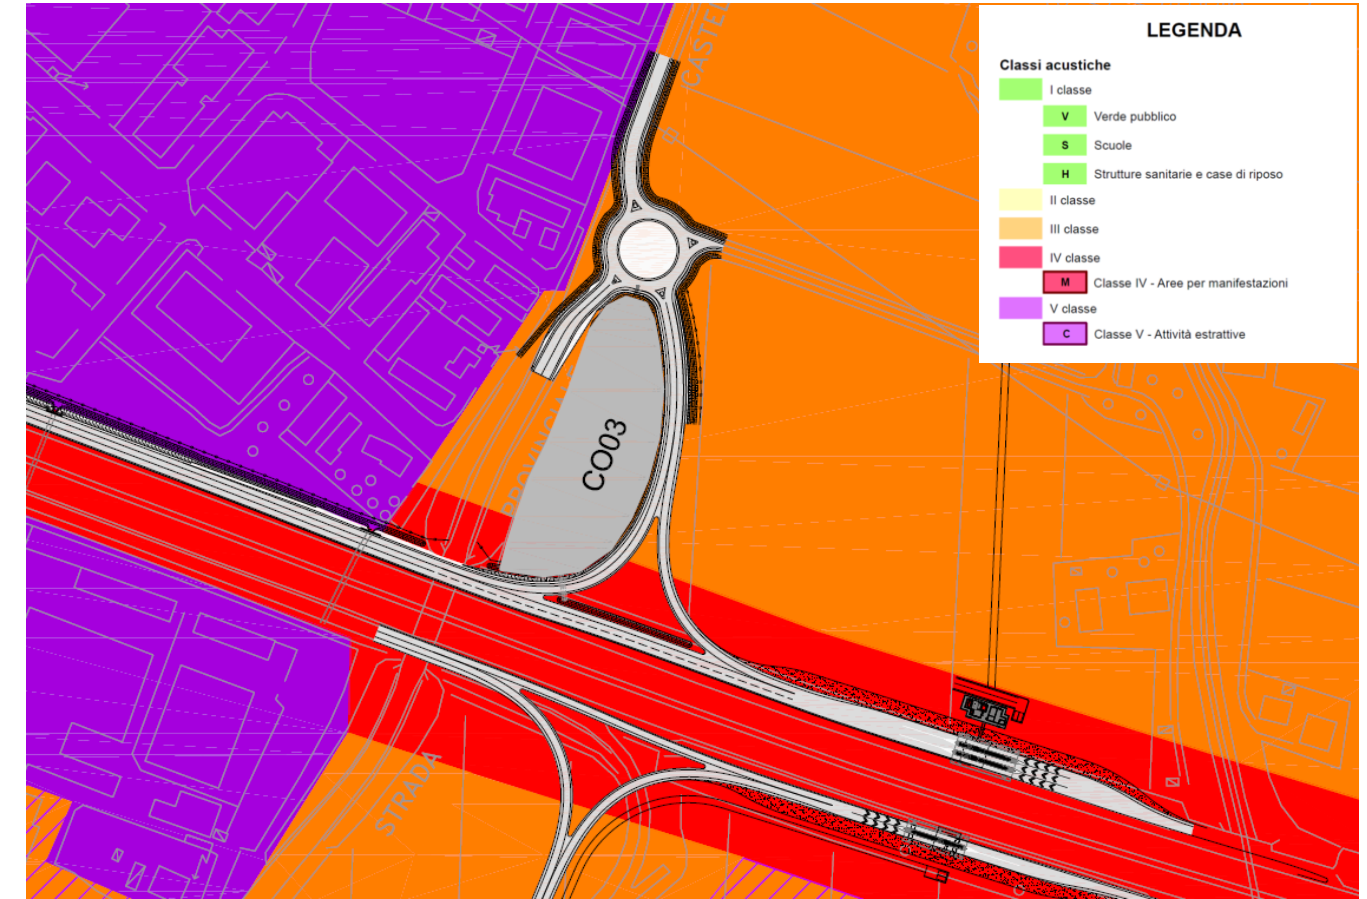 CASTEL
LEGENDA
Classi acustiche
I classe
V Verde pubblico
S Scuole
H Strutture sanitarie e case di riposo
II classe
III classe
IV classe
M Classe IV - Aree per manifestazioni
V classe
C Classe V - Attività estrattive
CO03
STRADA